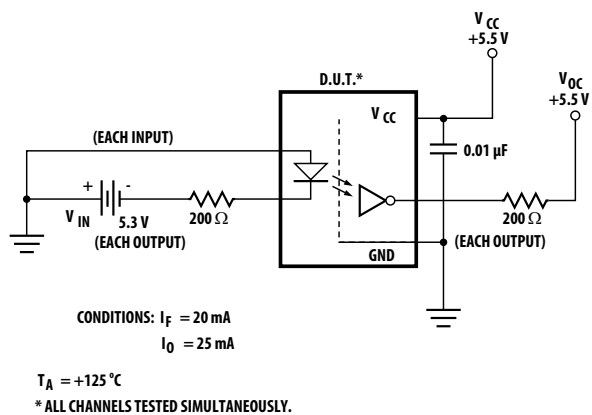 V CC
+5.5 V
D.U.T.*
V OC
+5.5 V
V CC
(EACH INPUT)
0.01 µF
+ -
V IN
5.3 V
200 Ω
200 Ω
(EACH OUTPUT)
(EACH OUTPUT)
GND
CONDITIONS: I F = 20 mA
I O = 25 mA
T A = +125 °C
* ALL CHANNELS TESTED SIMULTANEOUSLY.